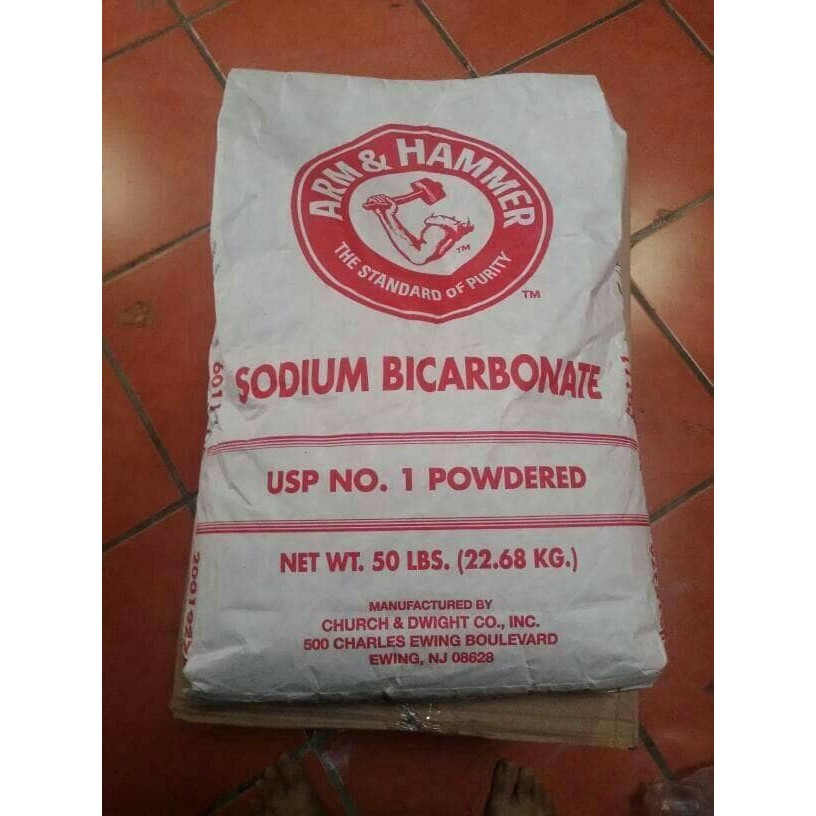 ARM & HAMMER
TM
THE STANDARD OF PURITY
TM
SODIUM BICARBONATE
USP NO. 1 POWDERED
NET WT. 50 LBS. (22.68 KG.)
MANUFACTURED BY
CHURCH & DWIGHT CO., INC.
500 CHARLES EWING BOULEVARD
EWING, NJ 08628